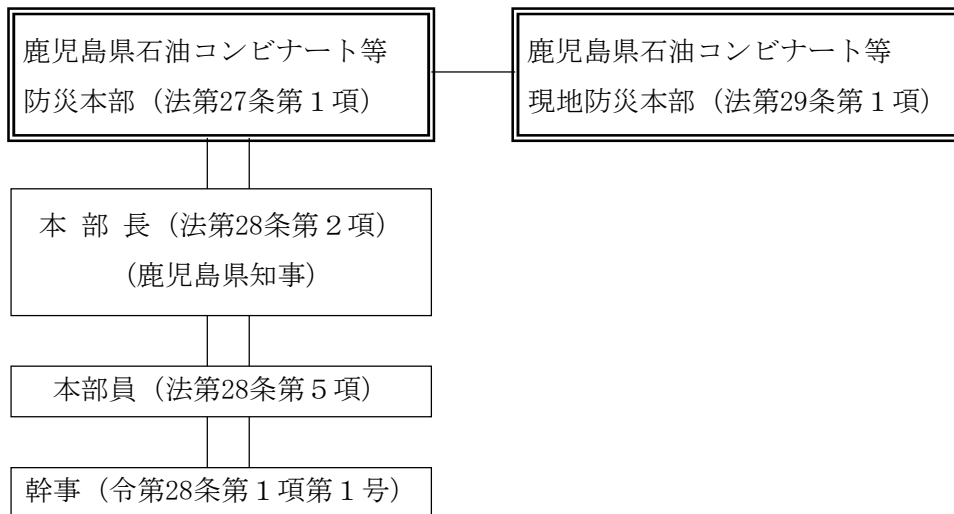 鹿児島県石油コンビナート等
防災本部（法第27条第１項）
鹿児島県石油コンビナート等
現地防災本部（法第29条第１項）
本 部 長（法第28条第２項）
（鹿児島県知事）
本部員（法第28条第５項）
幹事（令第28条第１項第１号）